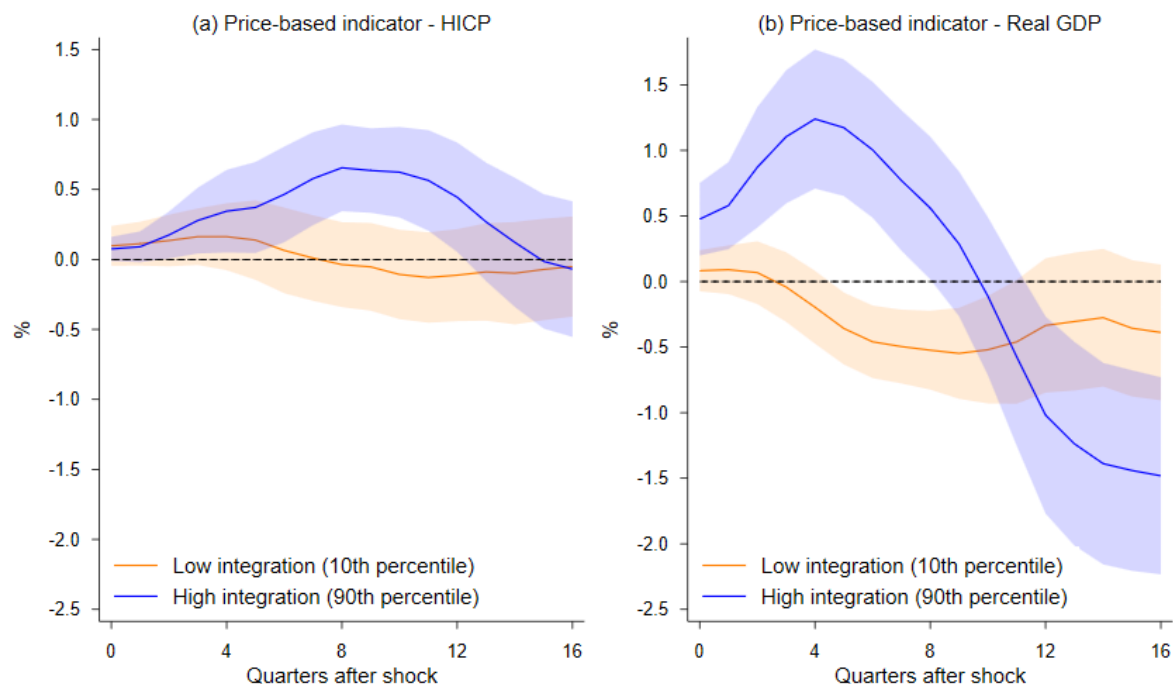 (a) Price-based indicator - HICP
1.5
1.0
0.5
0.0
-0.5
-1.0
-1.5
-2.0
-2.5
%
Low integration (10th percentile)
High integration (90th percentile)
0 4 8 12 16
Quarters after shock
(b) Price-based indicator - Real GDP
1.5
1.0
0.5
0.0
-0.5
-1.0
-1.5
-2.0
-2.5
%
Low integration (10th percentile)
High integration (90th percentile)
0 4 8 12 16
Quarters after shock